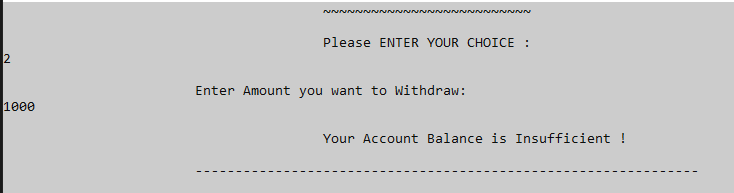 ~~~~~~~~~~~~~~~~~~~~~~~~~~
Please ENTER YOUR CHOICE :
2
Enter Amount you want to Withdraw:
1000
Your Account Balance is Insufficient !
---------------------------------------------------------------